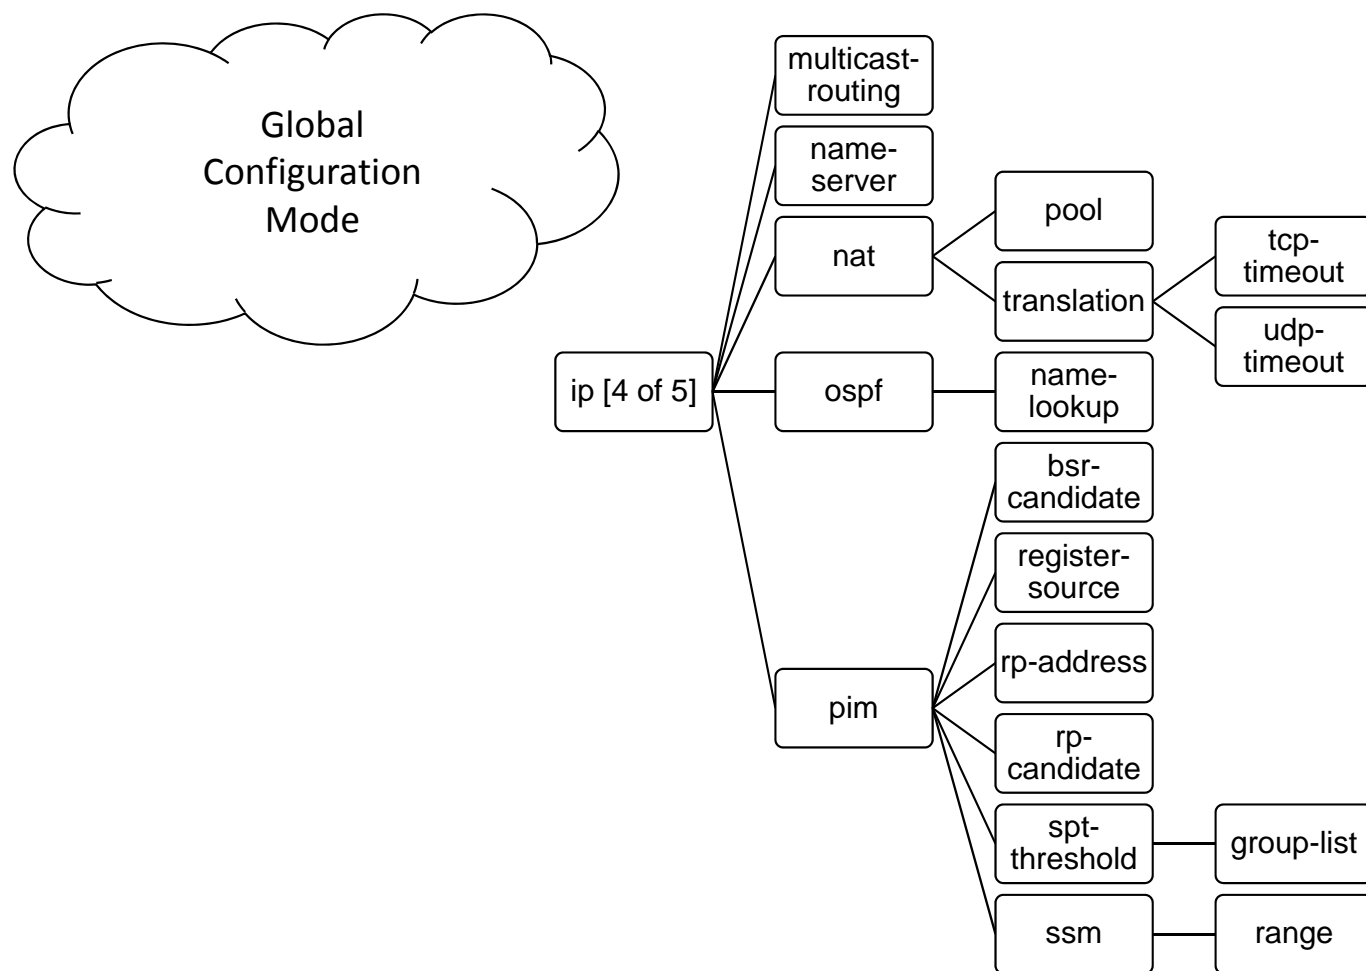 Global
Configuration
Mode
multicast-
routing
name-
server
nat
pool
translation
tcp-
timeout
udp-
timeout
ip [4 of 5]
ospf
name-
lookup
pim
bsr-
candidate
register-
source
rp-address
rp-
candidate
spt-
threshold
group-list
ssm
range